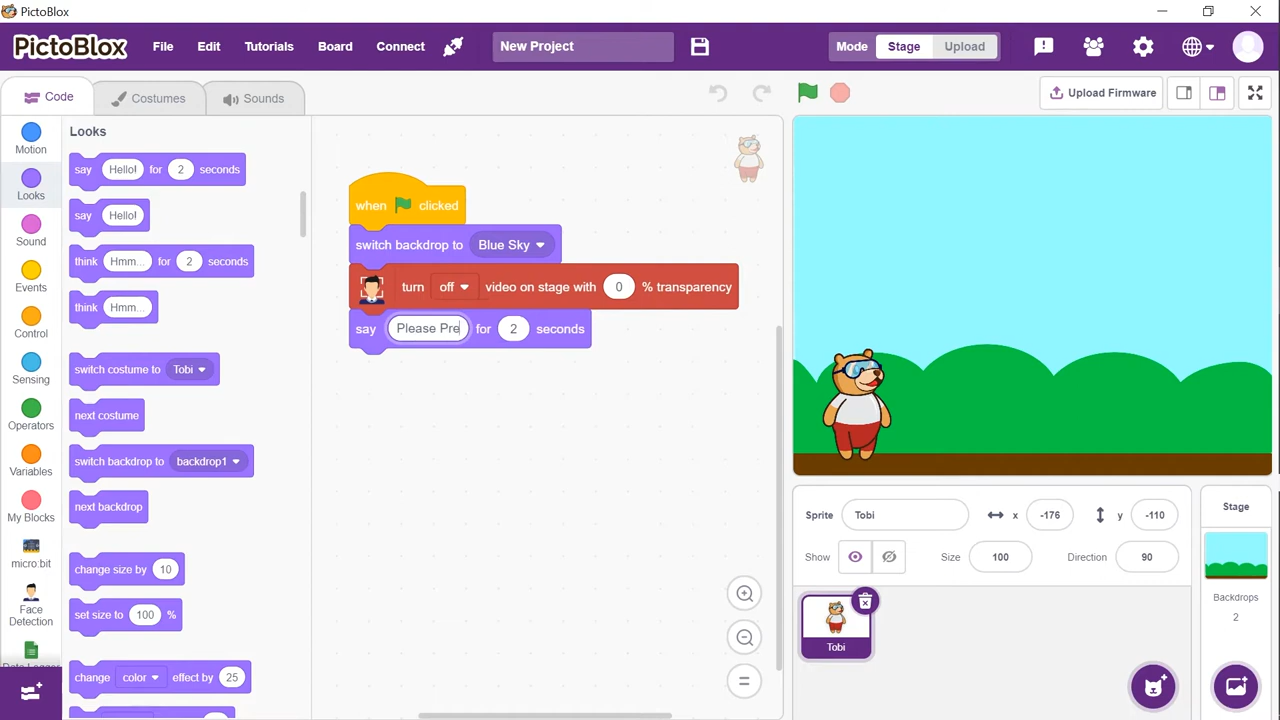 PictoBlox
PictoBlox File Edit Tutorials Board Connect New Project Mode Stage Upload
Code Costumes Sounds Upload Firmware
Motion
Looks
Sound
Events
Control
Sensing
Operators
Variables
My Blocks
micro:bit
Face
Detection
Data Logger
Looks
say Hello! for 2 seconds
say Hello!
think Hmm... for 2 seconds
think Hmm...
switch costume to Tobi
next costume
switch backdrop to backdrop1
next backdrop
change size by 10
set size to 100 %
change color effect by 25
when clicked
switch backdrop to Blue Sky
turn off video on stage with 0 % transparency
say Please Pre for 2 seconds
Sprite Tobi x -176 y -110
Show Size 100 Direction 90
Tobi
Stage
Backdrops
2